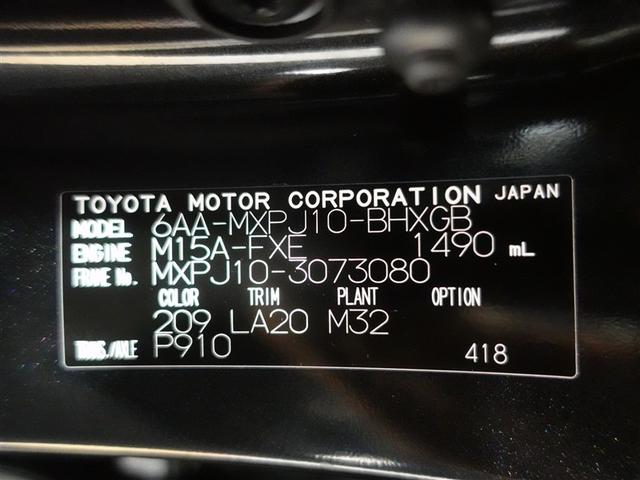 TOYOTA MOTOR CORPORATION JAPAN
MODEL 6AA-MXPJ10-BHXGB
ENGINE M15A-FXE 1490 mL
FRAME No. MXPJ10-3073080
COLOR TRIM PLANT OPTION
209 LA20 M32
TRANS./AXLE P910 418